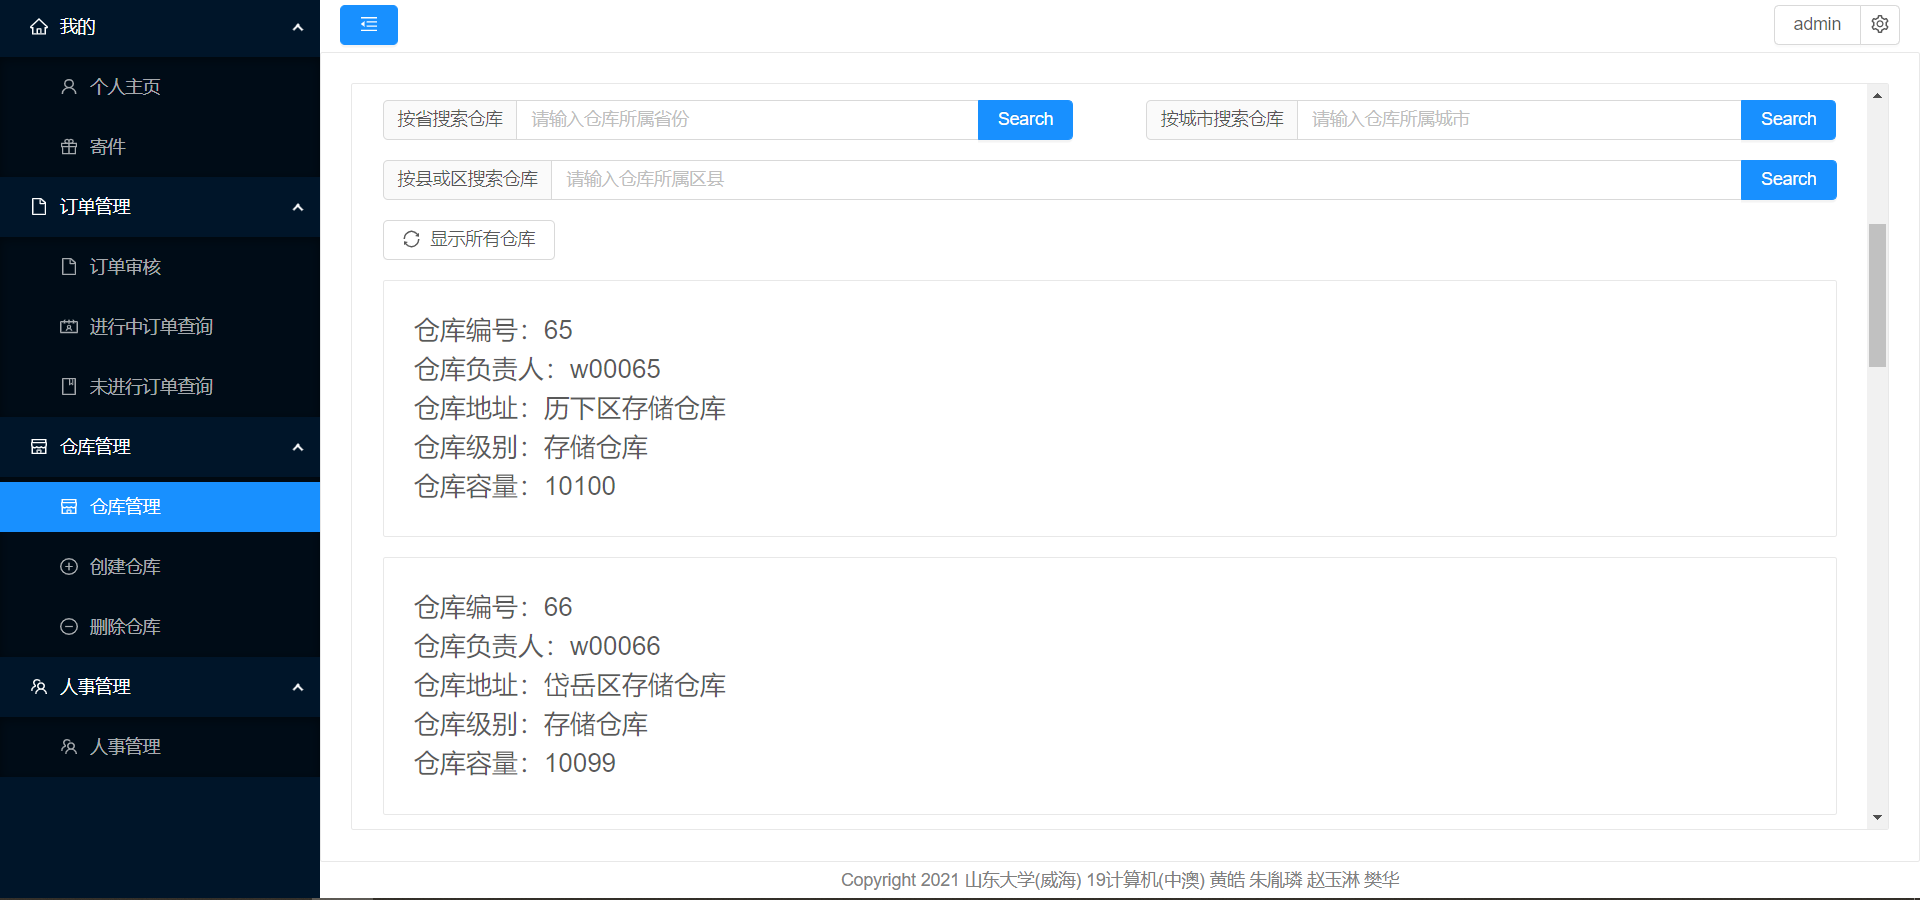 我的
个人主页
寄件
订单管理
订单审核
进行中订单查询
未进行订单查询
仓库管理
仓库管理
创建仓库
删除仓库
人事管理
人事管理
admin
按省搜索仓库 请输入仓库所属省份 Search 按城市搜索仓库 请输入仓库所属城市 Search
按县或区搜索仓库 请输入仓库所属区县 Search
显示所有仓库
仓库编号：65
仓库负责人：w00065
仓库地址：历下区存储仓库
仓库级别：存储仓库
仓库容量：10100
仓库编号：66
仓库负责人：w00066
仓库地址：岱岳区存储仓库
仓库级别：存储仓库
仓库容量：10099
Copyright 2021 山东大学(威海) 19计算机(中澳) 黄皓 朱胤璘 赵玉淋 樊华